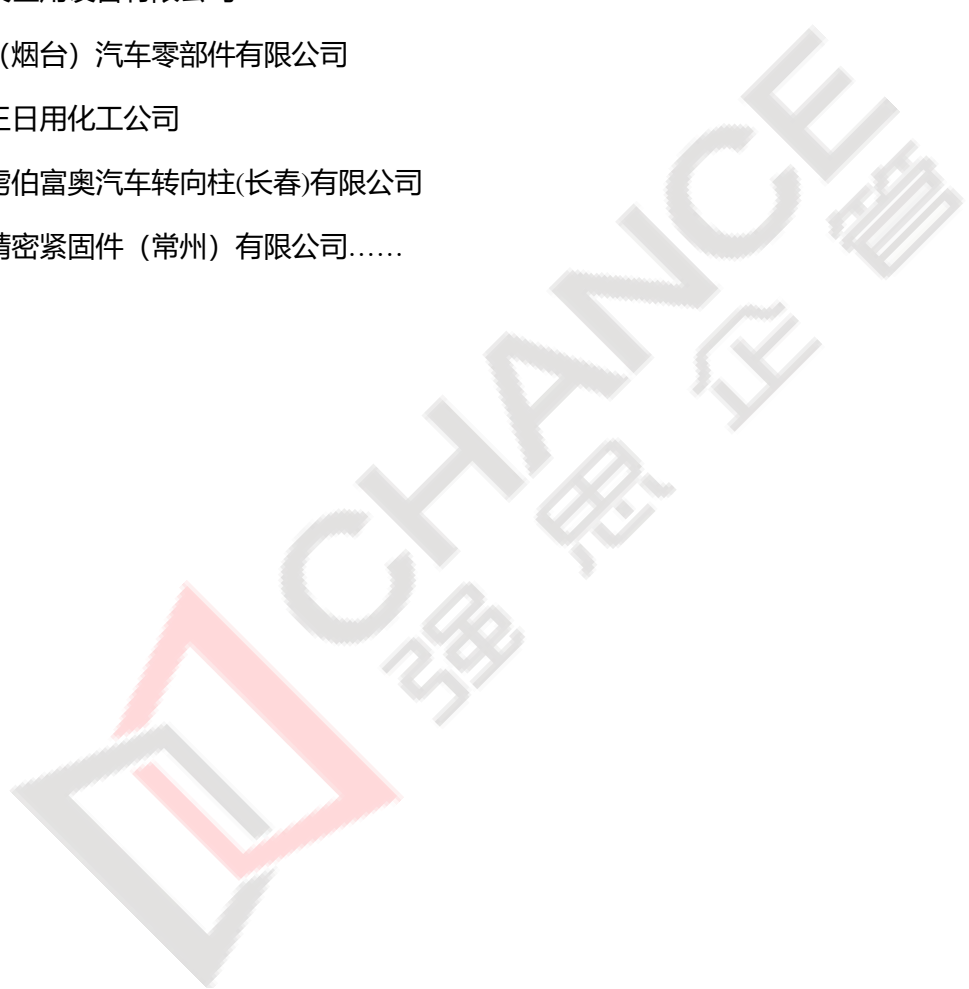 （烟台）汽车零部件有限公司
日用化工公司
伯富奥汽车转向柱(长春)有限公司
精密紧固件（常州）有限公司……
CHANCE
强思企管